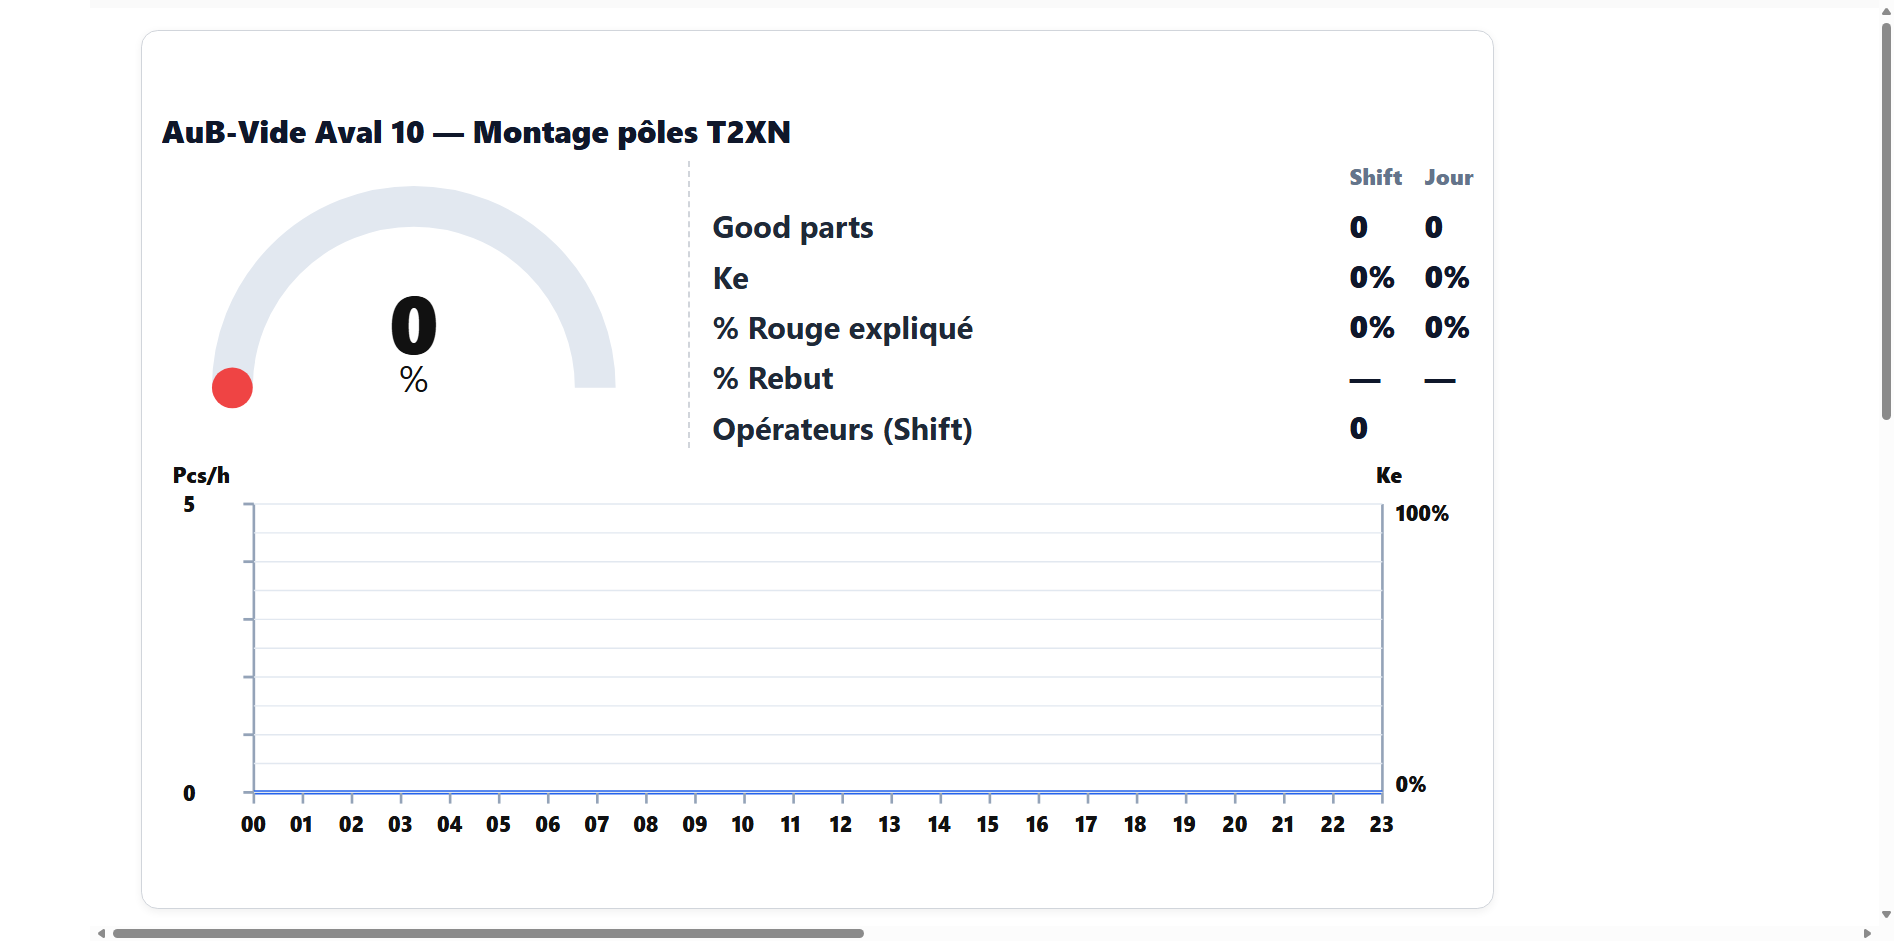 AuB-Vide Aval 10 — Montage pôles T2XN
0
%
Shift Jour
Good parts 0 0
Ke 0% 0%
% Rouge expliqué 0% 0%
% Rebut — —
Opérateurs (Shift) 0
Pcs/h Ke
5 100%
0 0%
00 01 02 03 04 05 06 07 08 09 10 11 12 13 14 15 16 17 18 19 20 21 22 23